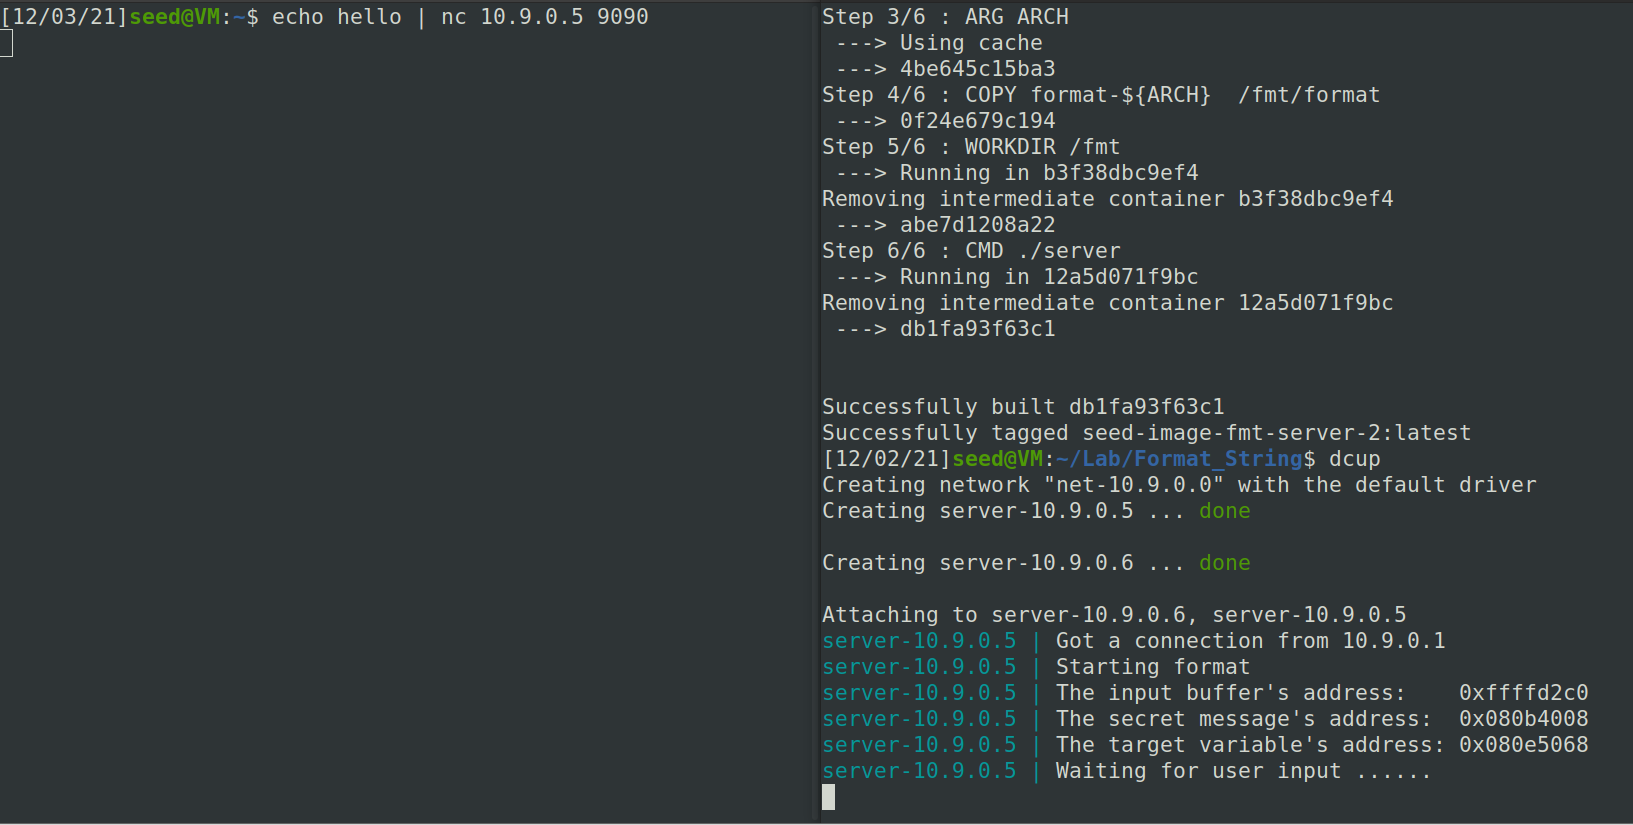 [12/03/21]seed@VM:~$ echo hello | nc 10.9.0.5 9090
Step 3/6 : ARG ARCH
 ---> Using cache
 ---> 4be645c15ba3
Step 4/6 : COPY format-${ARCH}  /fmt/format
 ---> 0f24e679c194
Step 5/6 : WORKDIR /fmt
 ---> Running in b3f38dbc9ef4
Removing intermediate container b3f38dbc9ef4
 ---> abe7d1208a22
Step 6/6 : CMD ./server
 ---> Running in 12a5d071f9bc
Removing intermediate container 12a5d071f9bc
 ---> db1fa93f63c1
Successfully built db1fa93f63c1
Successfully tagged seed-image-fmt-server-2:latest
[12/02/21]seed@VM:~/Lab/Format_String$ dcup
Creating network "net-10.9.0.0" with the default driver
Creating server-10.9.0.5 ... done
Creating server-10.9.0.6 ... done
Attaching to server-10.9.0.6, server-10.9.0.5
server-10.9.0.5 | Got a connection from 10.9.0.1
server-10.9.0.5 | Starting format
server-10.9.0.5 | The input buffer's address:    0xffffd2c0
server-10.9.0.5 | The secret message's address:  0x080b4008
server-10.9.0.5 | The target variable's address: 0x080e5068
server-10.9.0.5 | Waiting for user input ......